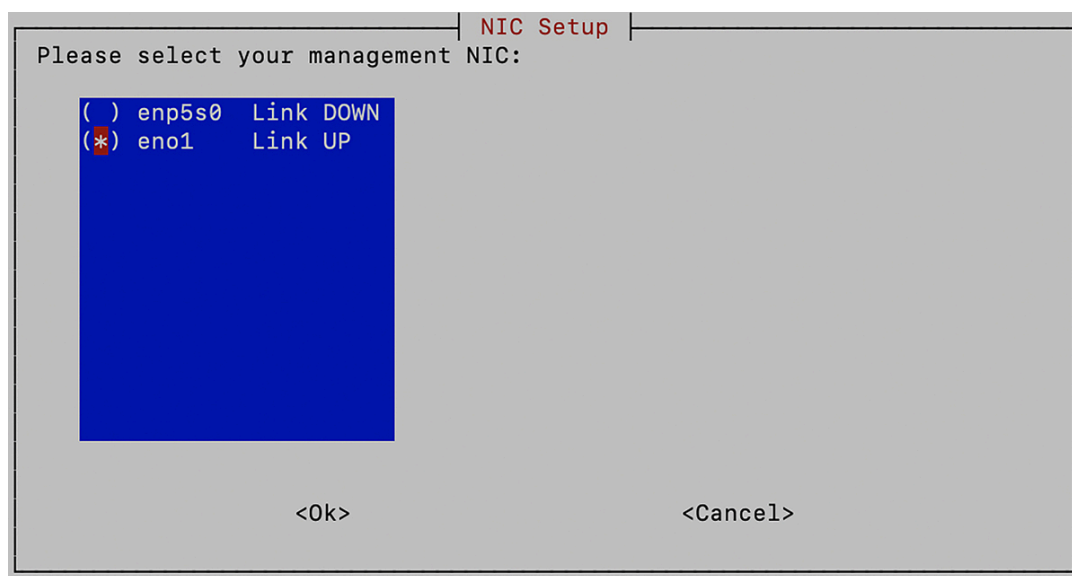 NIC Setup
Please select your management NIC:
( ) enp5s0 Link DOWN
(*) eno1 Link UP
<Ok> <Cancel>